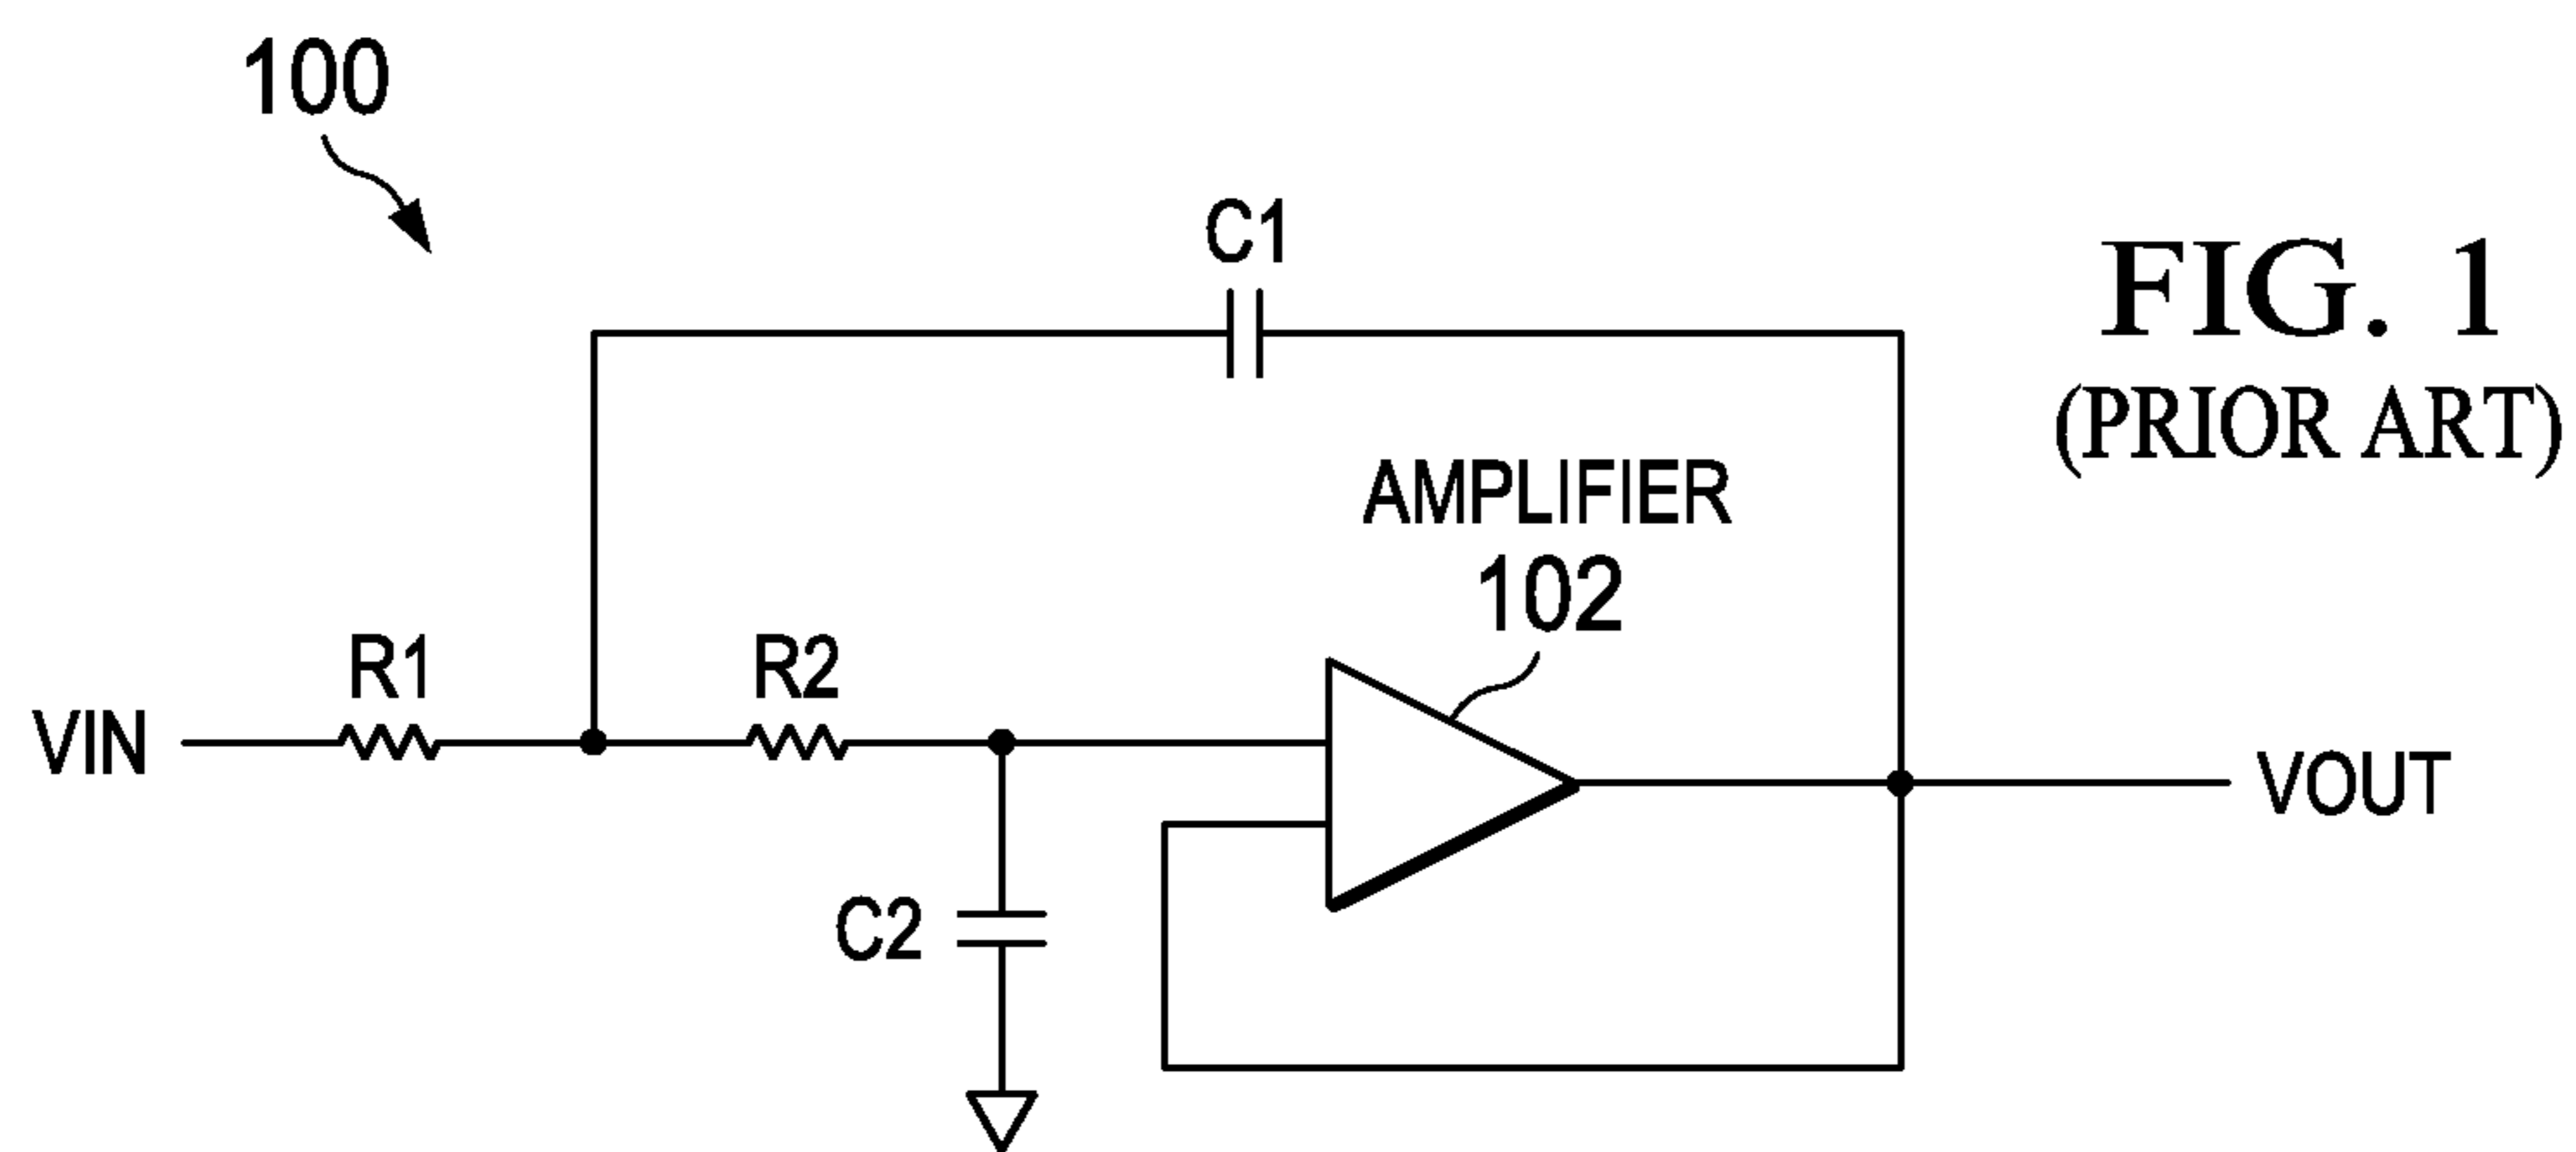 100
C1
FIG. 1
(PRIOR ART)
AMPLIFIER
102
R1
R2
VIN
VOUT
C2